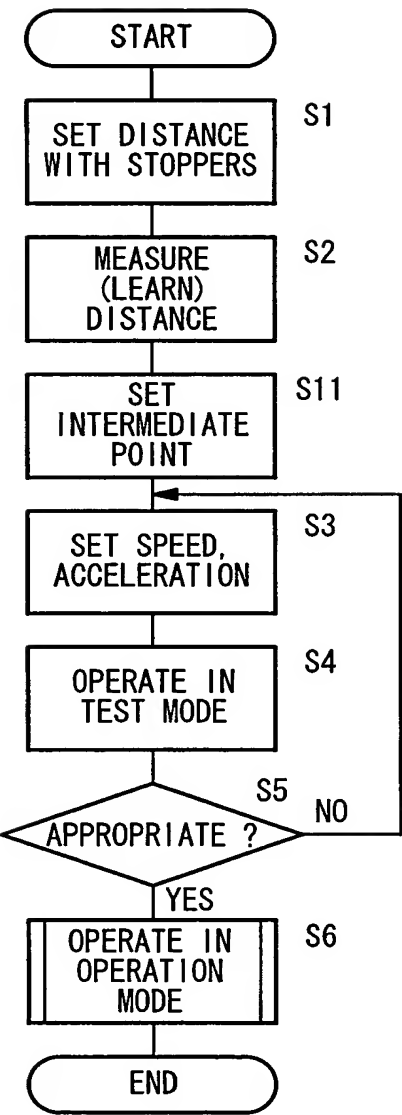 START
S1
SET DISTANCE
WITH STOPPERS
S2
MEASURE
(LEARN)
DISTANCE
S11
SET
INTERMEDIATE
POINT
S3
SET SPEED,
ACCELERATION
S4
OPERATE IN
TEST MODE
S5
APPROPRIATE ?
NO
YES
S6
OPERATE IN
OPERATION
MODE
END